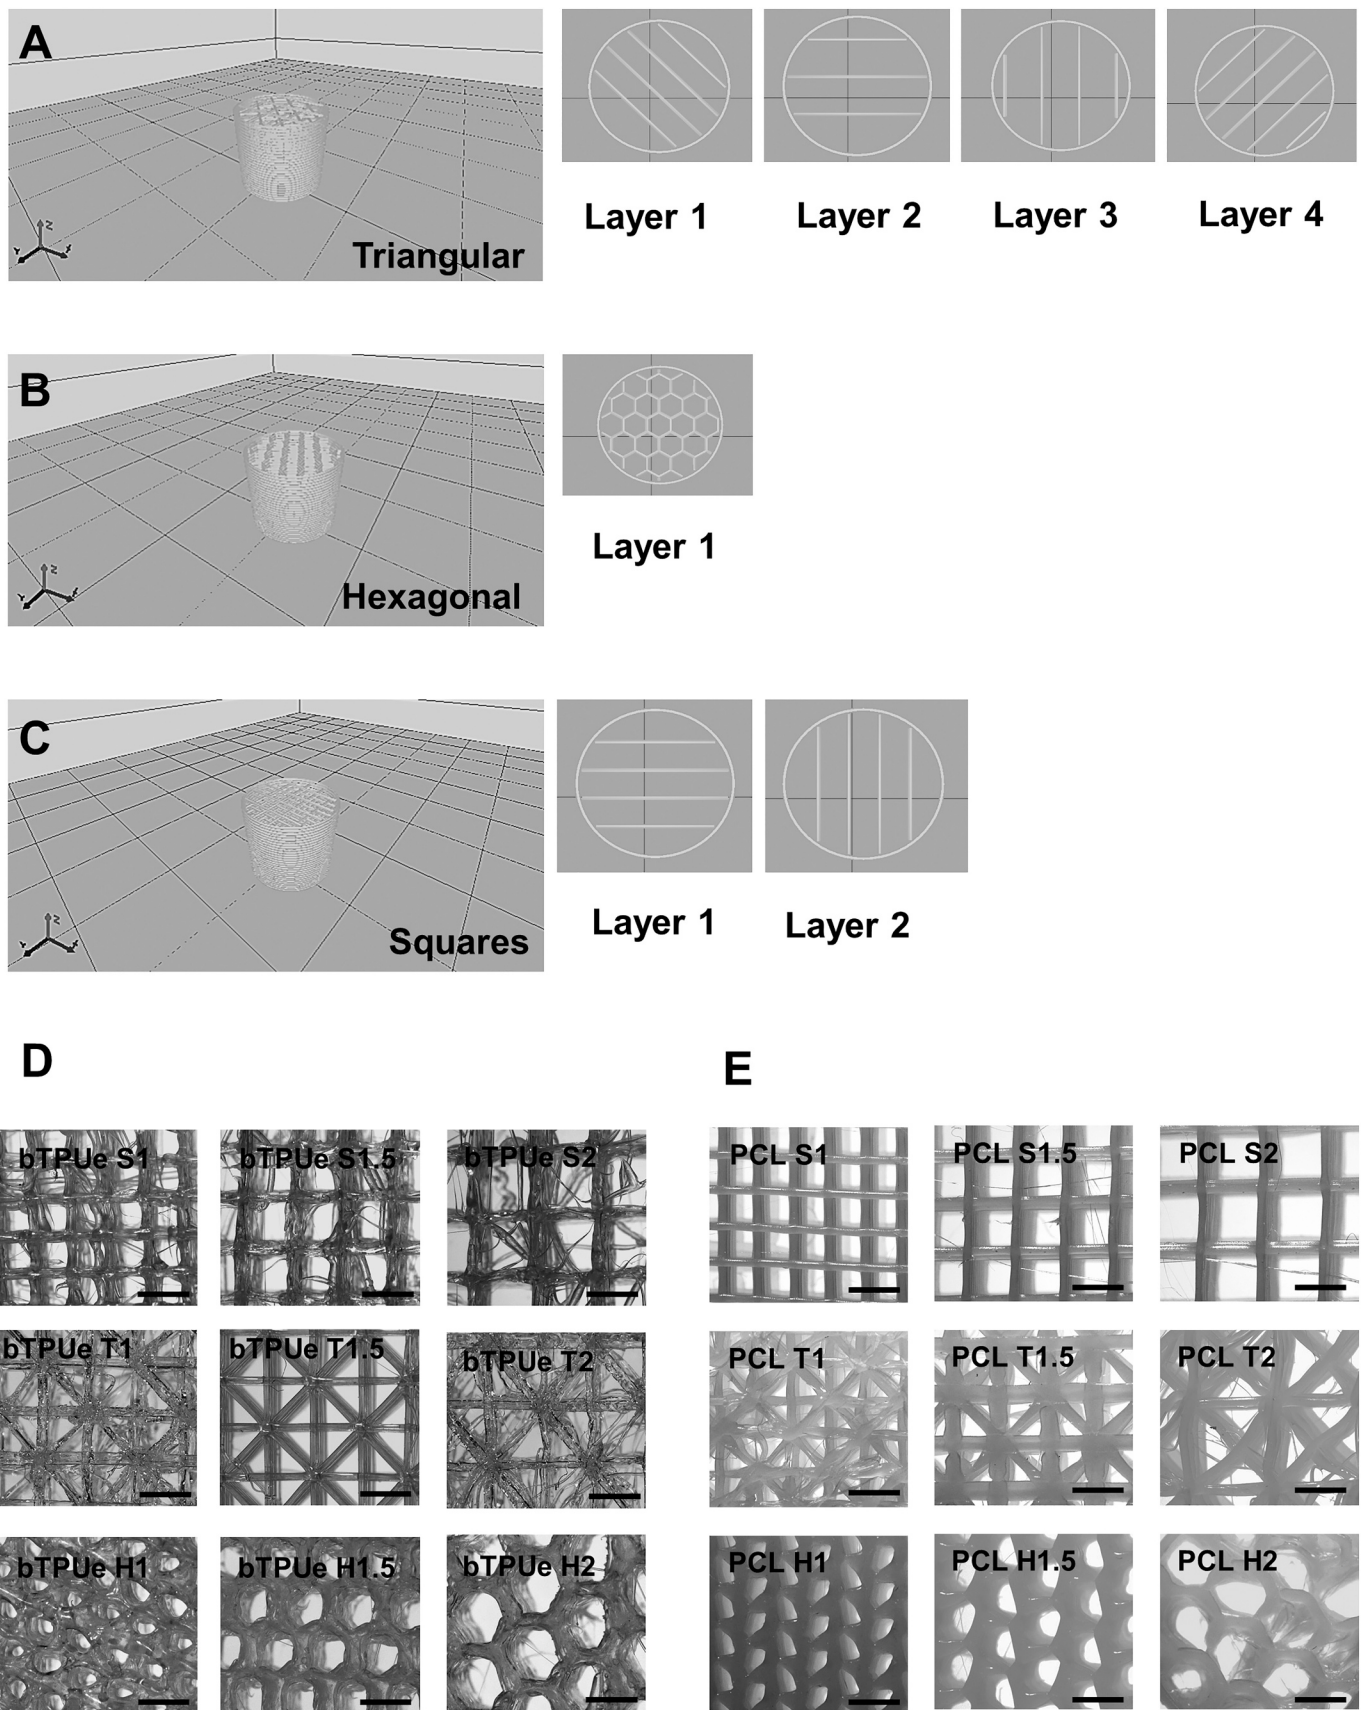 A
Triangular
Layer 1
Layer 2
Layer 3
Layer 4
B
Hexagonal
Layer 1
C
Squares
Layer 1
Layer 2
D
bTPUe S1
bTPUe S1.5
bTPUe S2
bTPUe T1
bTPUe T1.5
bTPUe T2
bTPUe H1
bTPUe H1.5
bTPUe H2
E
PCL S1
PCL S1.5
PCL S2
PCL T1
PCL T1.5
PCL T2
PCL H1
PCL H1.5
PCL H2